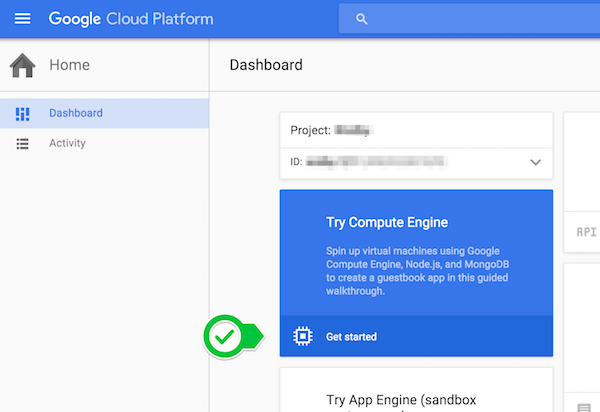 Google Cloud Platform
Home
Dashboard
Dashboard
Activity
Project:
ID:
Try Compute Engine
Spin up virtual machines using Google
Compute Engine, Node.js, and MongoDB
to create a guestbook app in this guided
walkthrough.
Get started
API
Try App Engine (sandbox